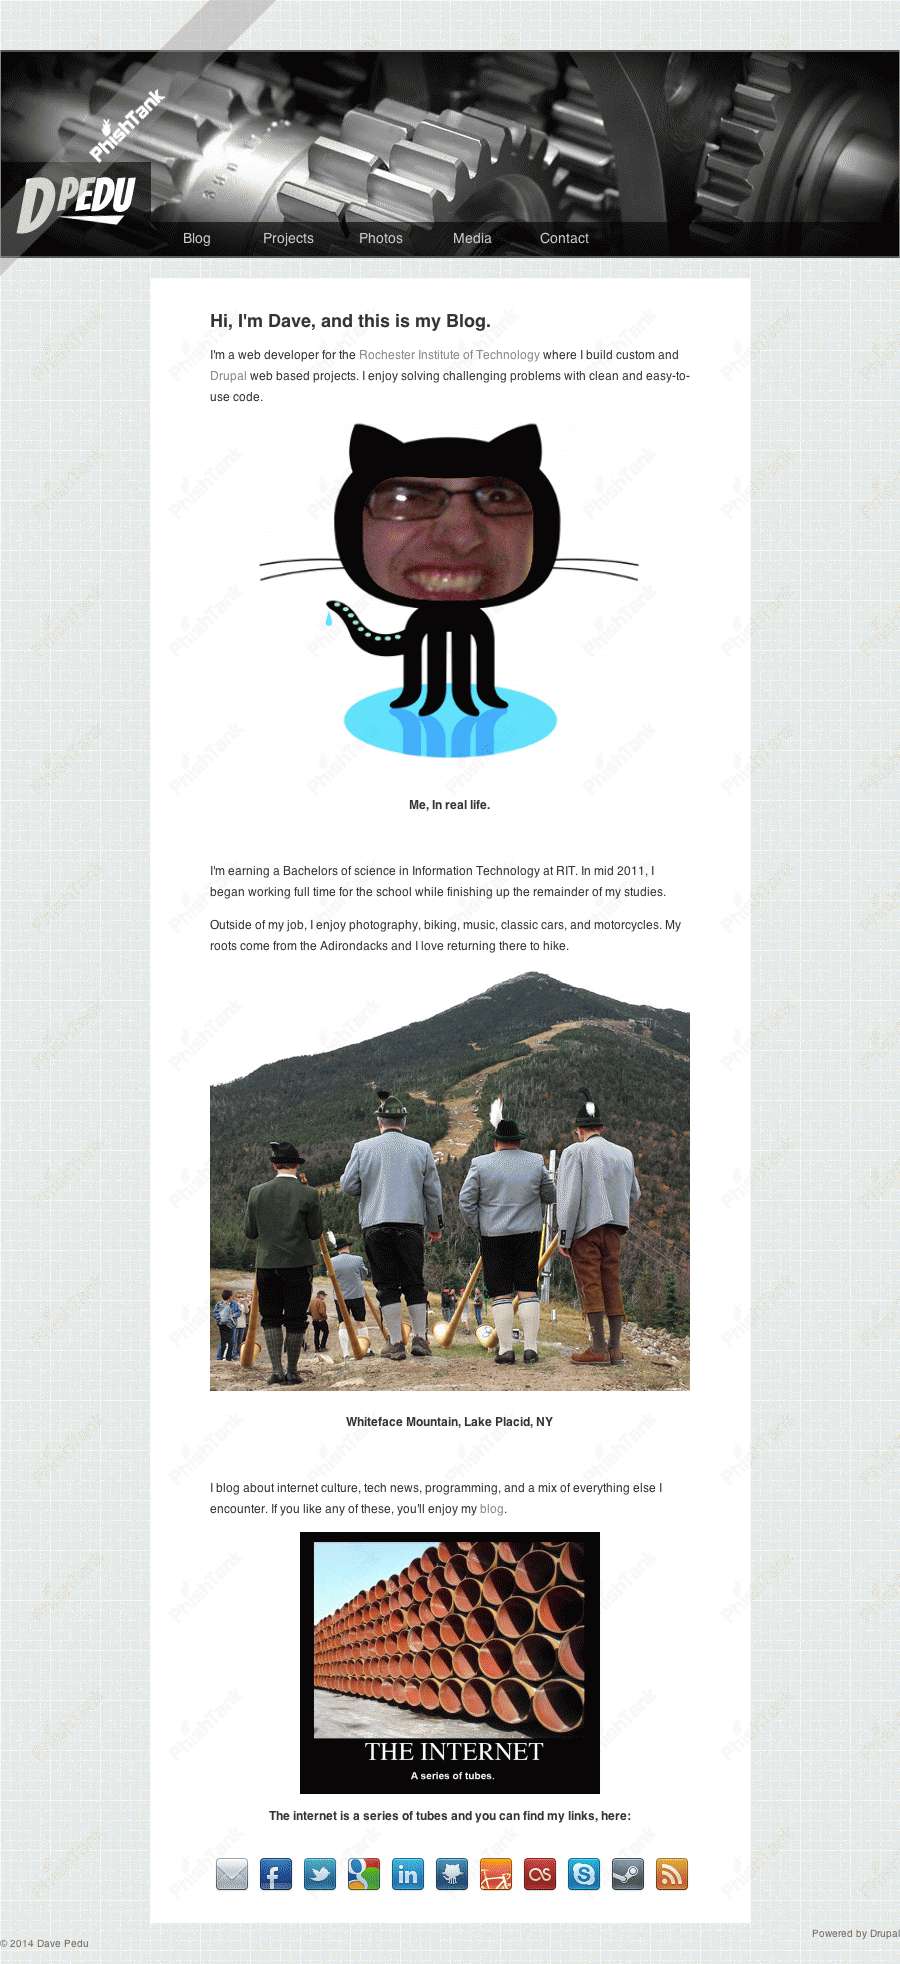 PhishTank
DPEDU
Blog Projects Photos Media Contact
Hi, I'm Dave, and this is my Blog.
I'm a web developer for the Rochester Institute of Technology where I build custom and
Drupal web based projects. I enjoy solving challenging problems with clean and easy-to-
use code.
Me, In real life.
I'm earning a Bachelors of science in Information Technology at RIT. In mid 2011, I
began working full time for the school while finishing up the remainder of my studies.
Outside of my job, I enjoy photography, biking, music, classic cars, and motorcycles. My
roots come from the Adirondacks and I love returning there to hike.
Whiteface Mountain, Lake Placid, NY
I blog about internet culture, tech news, programming, and a mix of everything else I
encounter. If you like any of these, you'll enjoy my blog.
THE INTERNET
A series of tubes.
The internet is a series of tubes and you can find my links, here:
Powered by Drupal
© 2014 Dave Pedu